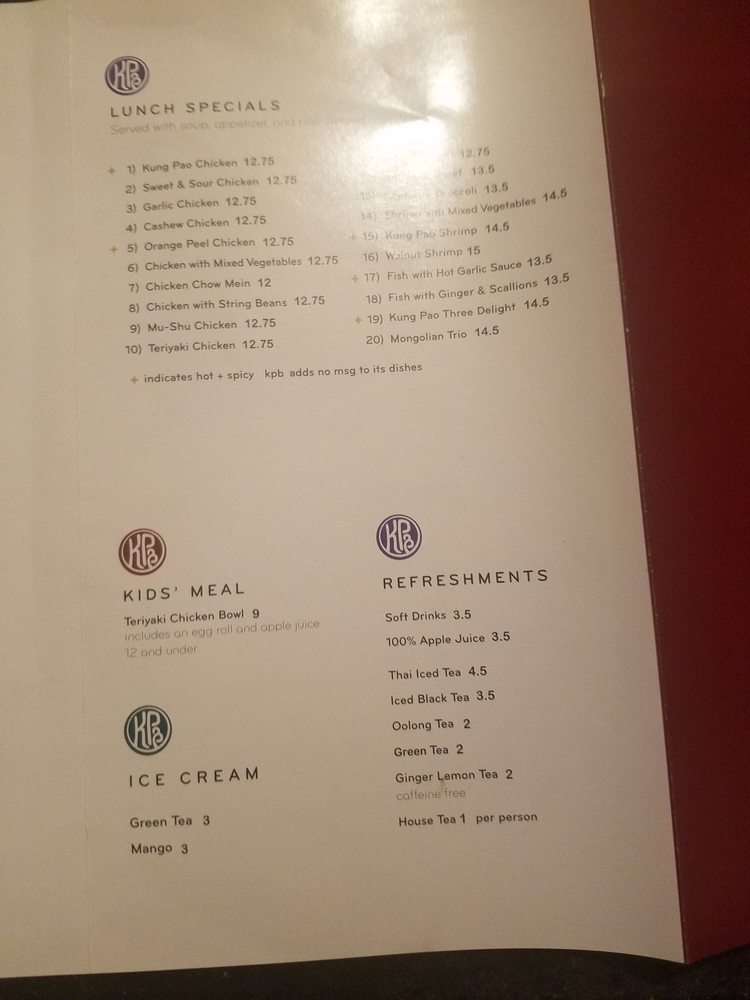 KPB
LUNCH SPECIALS
Served with soup, appetizer, and rice.
✦ 1) Kung Pao Chicken 12.75
2) Sweet & Sour Chicken 12.75
3) Garlic Chicken 12.75
4) Cashew Chicken 12.75
✦ 5) Orange Peel Chicken 12.75
6) Chicken with Mixed Vegetables 12.75
7) Chicken Chow Mein 12
8) Chicken with String Beans 12.75
9) Mu-Shu Chicken 12.75
10) Teriyaki Chicken 12.75
12.75
13.5
Broccoli 13.5
14) Shrimp with Mixed Vegetables 14.5
✦ 15) Kung Pao Shrimp 14.5
16) Walnut Shrimp 15
✦ 17) Fish with Hot Garlic Sauce 13.5
18) Fish with Ginger & Scallions 13.5
✦ 19) Kung Pao Three Delight 14.5
20) Mongolian Trio 14.5
✦ indicates hot + spicy kpb adds no msg to its dishes
KPB
KIDS' MEAL
Teriyaki Chicken Bowl 9
includes an egg roll and apple juice.
12 and under
KPB
ICE CREAM
Green Tea 3
Mango 3
KPB
REFRESHMENTS
Soft Drinks 3.5
100% Apple Juice 3.5
Thai Iced Tea 4.5
Iced Black Tea 3.5
Oolong Tea 2
Green Tea 2
Ginger Lemon Tea 2
caffeine free
House Tea 1 per person